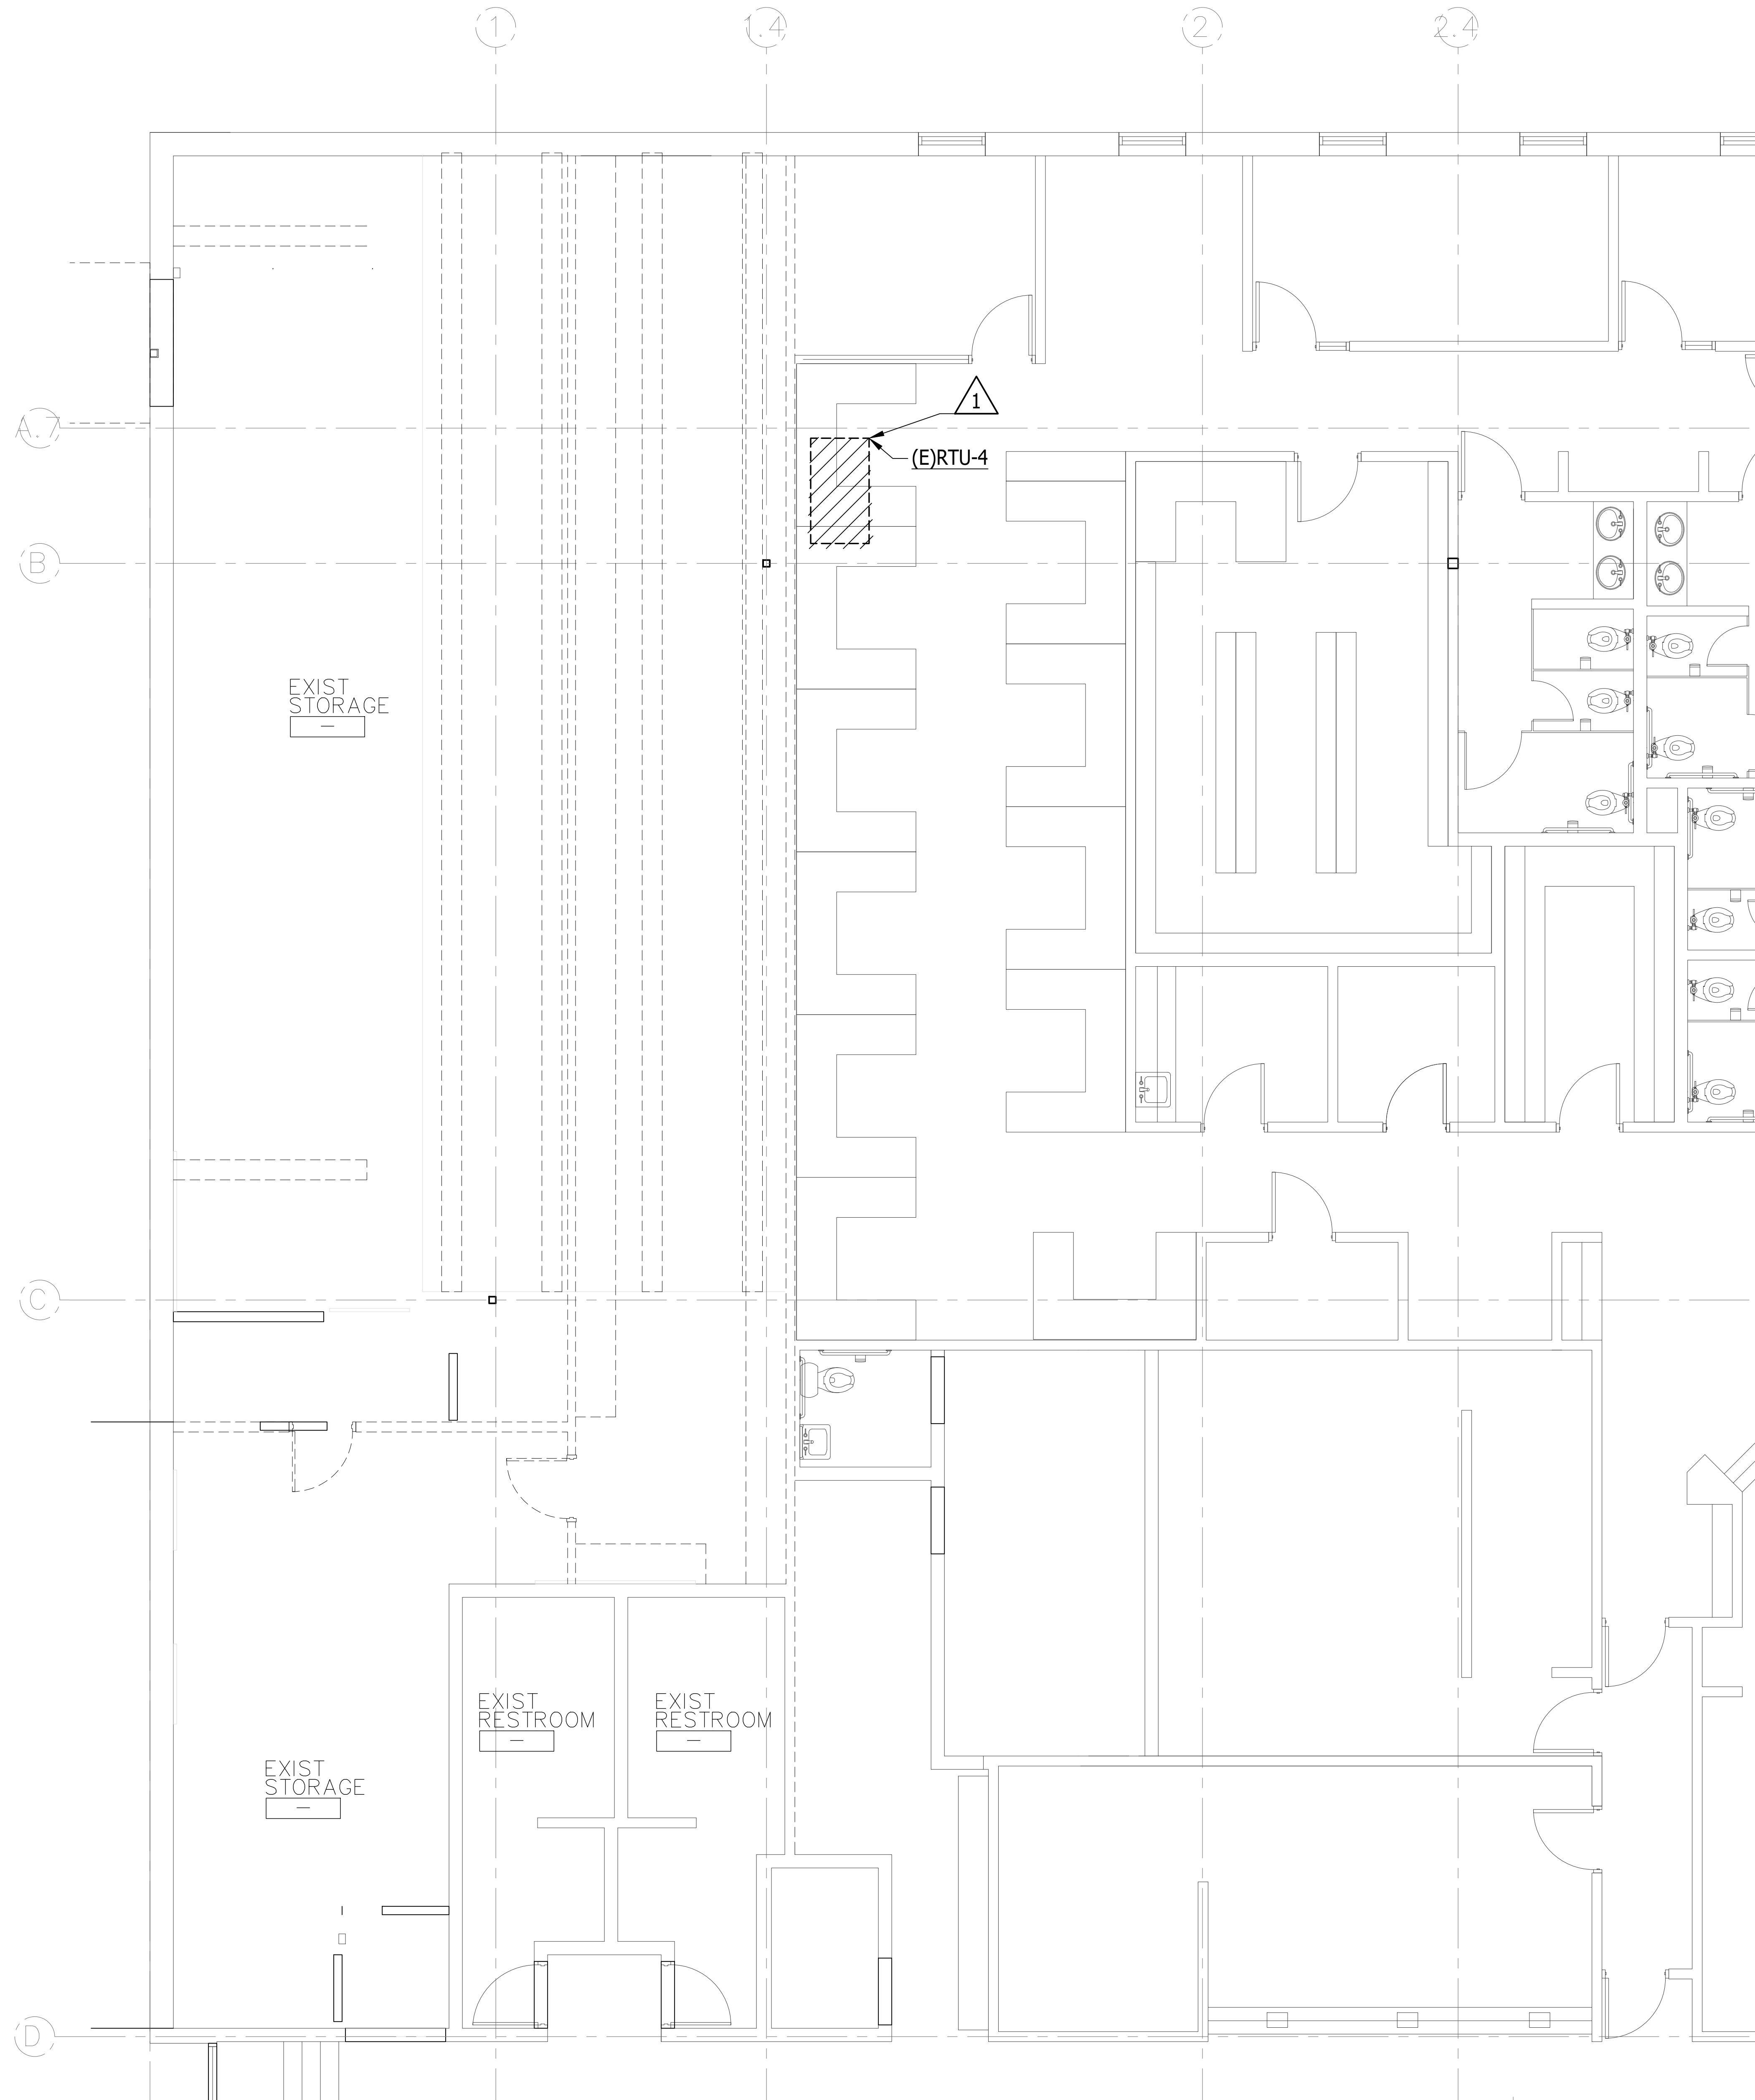 1
1.4
2
2.4
A.7
1
(E)RTU-4
B
EXIST
STORAGE
—
C
EXIST
RESTROOM
—
EXIST
RESTROOM
—
EXIST
STORAGE
—
D